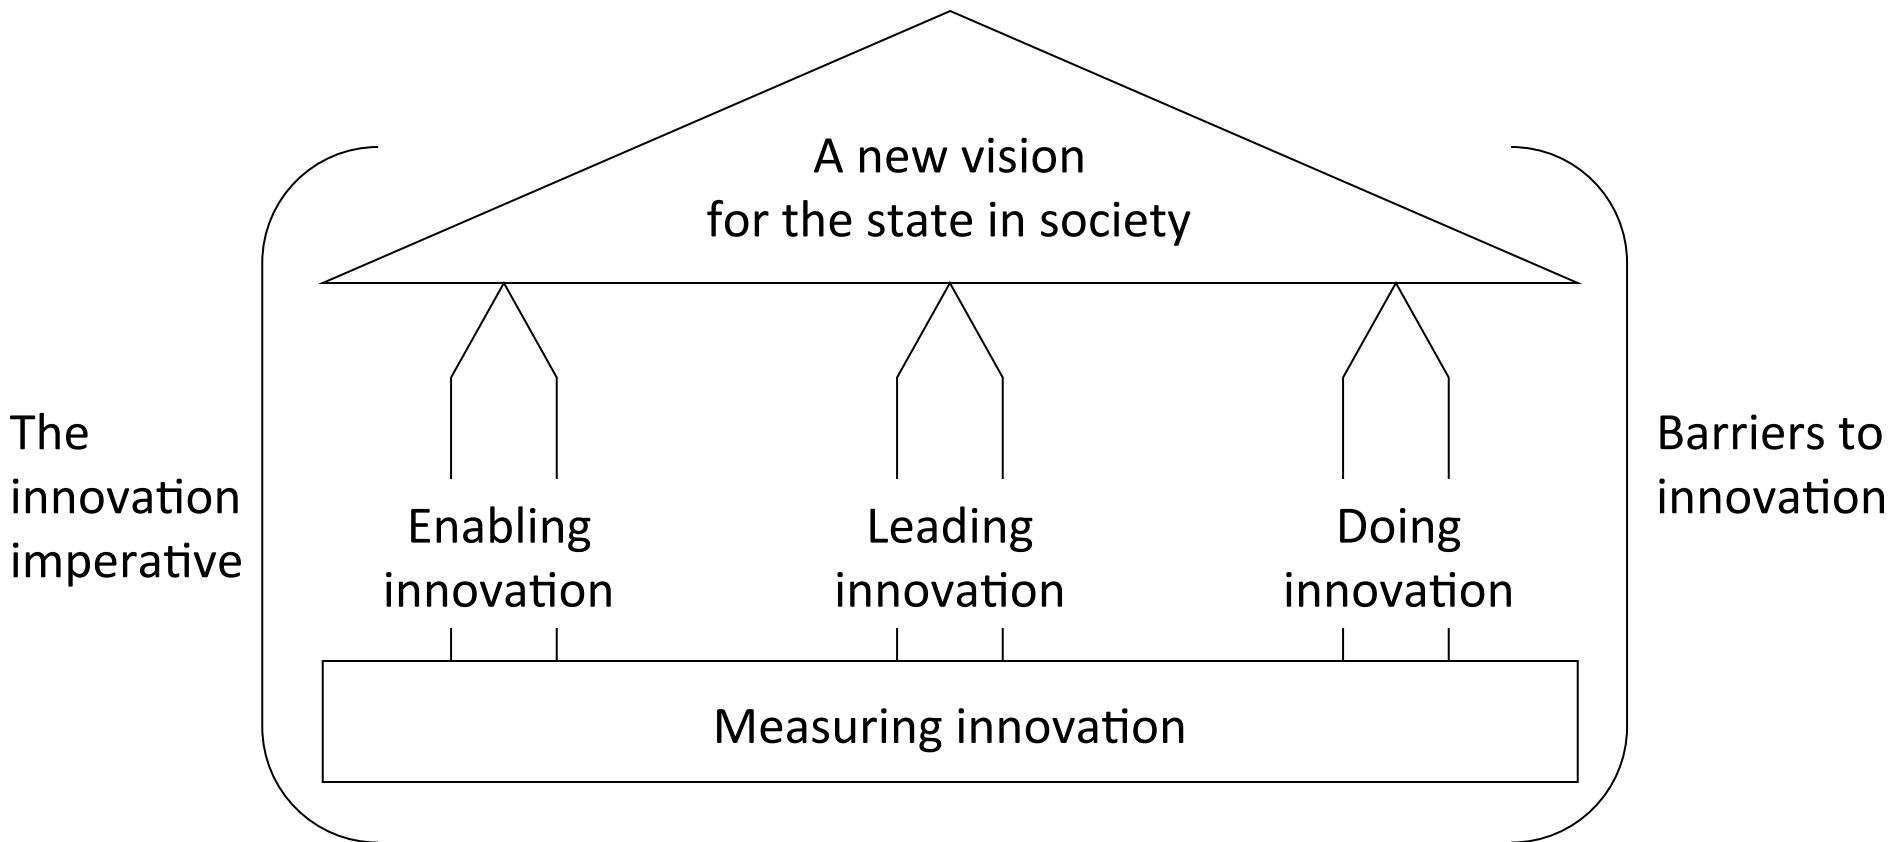 A new vision
for the state in society
The
innovation
imperative
Enabling
innovation
Leading
innovation
Doing
innovation
Barriers to
innovation
Measuring innovation